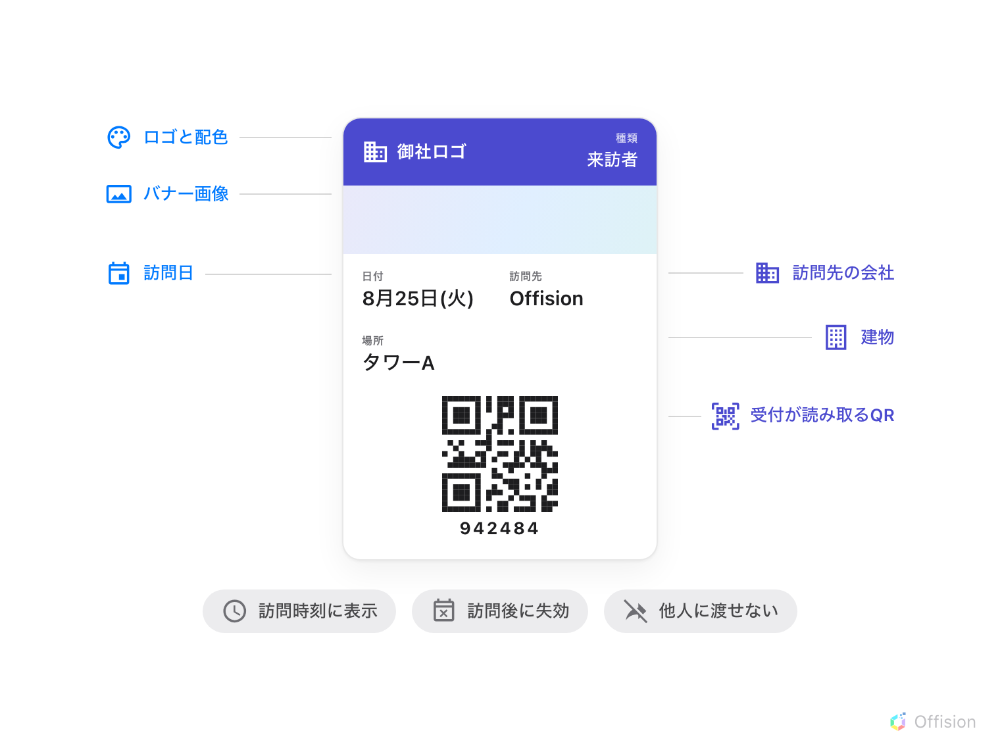 ロゴと配色
バナー画像
訪問日
御社ロゴ
種類
来訪者
日付
8月25日(火)
訪問先
Offision
場所
タワーA
942484
訪問先の会社
建物
受付が読み取るQR
訪問時刻に表示
訪問後に失効
他人に渡せない
Offision